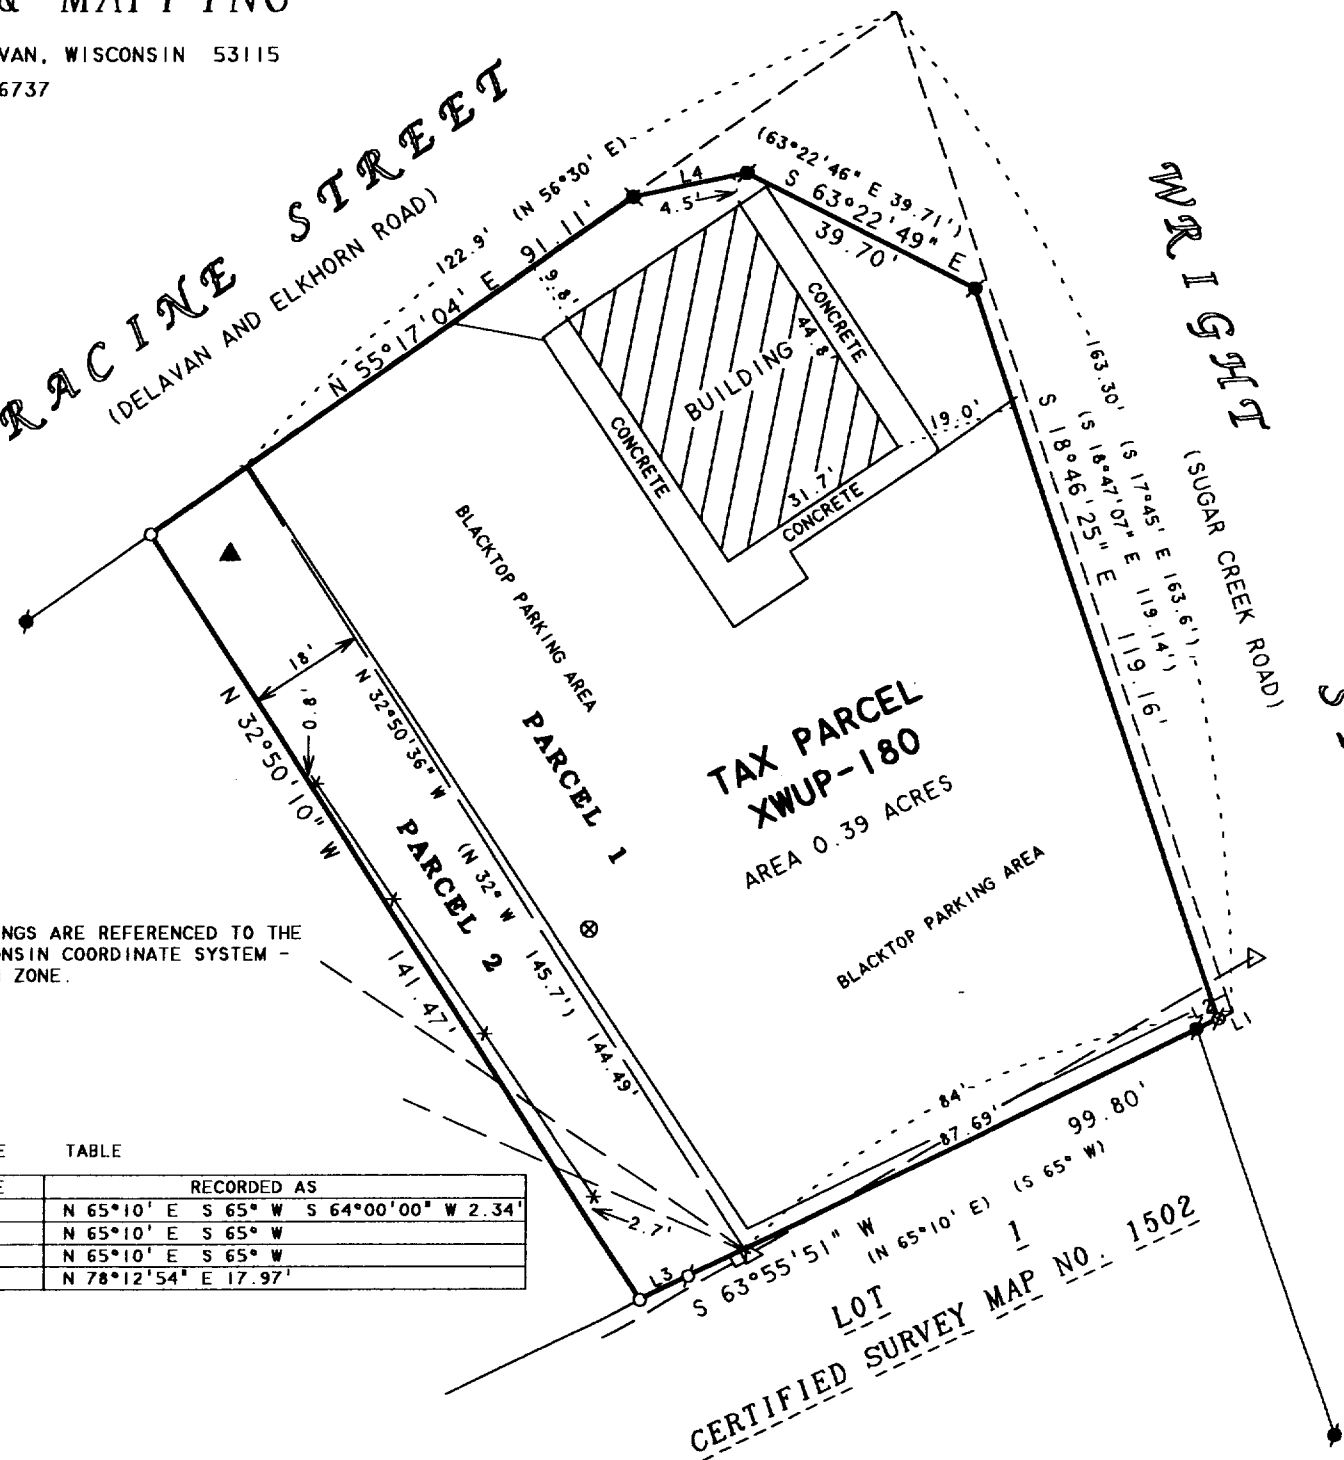 & MAPPING
VAN, WISCONSIN 53115
6737
RACINE STREET
(DELAVAN AND ELKHORN ROAD)
122.9' (N 56°30' E)
N 55°17'04" E 91.11'
L4
4.5'
(63°22'46" E 39.71')
S 63°22'49" E
39.70'
9.8'
CONCRETE
44.8'
BUILDING
CONCRETE
31.7'
CONCRETE
19.0'
WRIGHT
(SUGAR CREEK ROAD)
163.30' (S 17°45' E 163.6')
(S 18°47'07" E 119.14')
S 18°46'25" E 119.16'
BLACKTOP PARKING AREA
18'
0.8'
N 32°50'36" W
(N 32° W 145.7') 144.49'
N 32°50'10" W
141.47'
PARCEL 1
PARCEL 2
TAX PARCEL
XWUP-180
AREA 0.39 ACRES
BLACKTOP PARKING AREA
NGS ARE REFERENCED TO THE
ONSIN COORDINATE SYSTEM -
ZONE.
L2
L1
84'
87.69'
99.80'
2.7'
L3
S 63°55'51" W
(N 65°10' E) (S 65° W)
LOT 1
CERTIFIED SURVEY MAP NO. 1502
E TABLE
E RECORDED AS
N 65°10' E S 65° W S 64°00'00" W 2.34'
N 65°10' E S 65° W
N 65°10' E S 65° W
N 78°12'54" E 17.97'